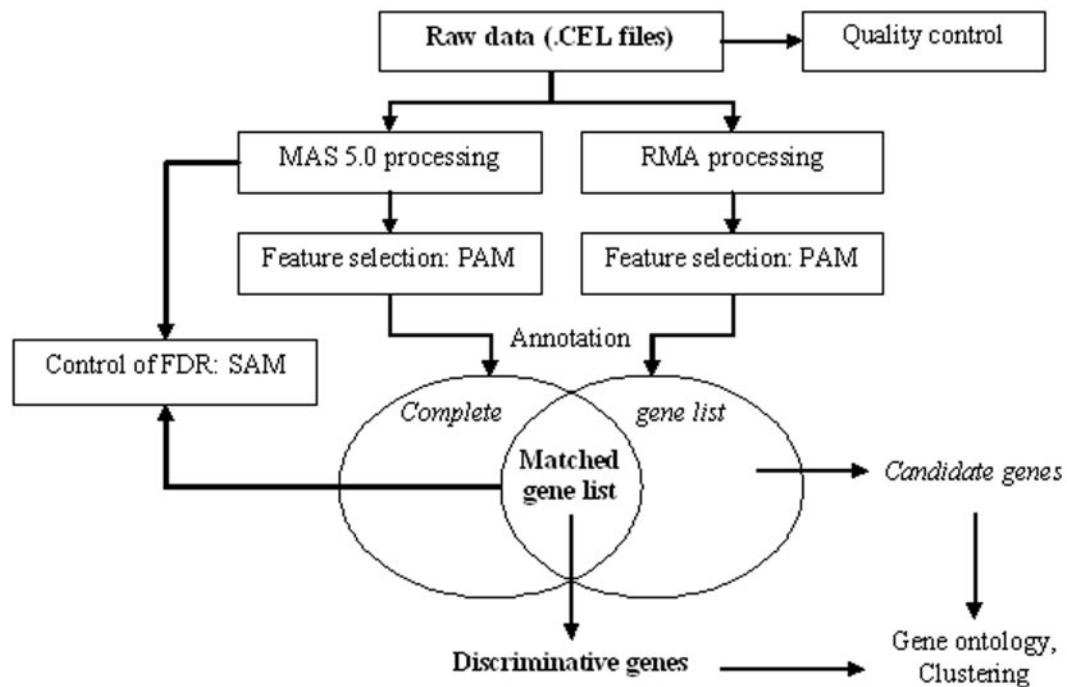 Raw data (.CEL files)
Quality control
MAS 5.0 processing
RMA processing
Feature selection: PAM
Feature selection: PAM
Annotation
Control of FDR: SAM
Complete
gene list
Matched
gene list
Candidate genes
Discriminative genes
Gene ontology,
Clustering